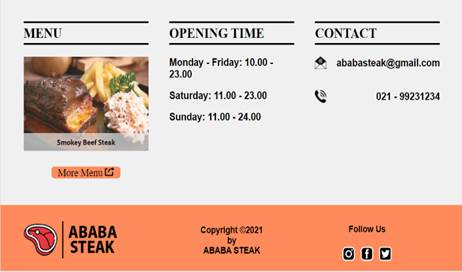 MENU
Smokey Beef Steak
More Menu
OPENING TIME
Monday - Friday: 10.00 -
23.00
Saturday: 11.00 - 23.00
Sunday: 11.00 - 24.00
CONTACT
ababasteak@gmail.com
021 - 99231234
ABABA
STEAK
Copyright ©2021
by
ABABA STEAK
Follow Us